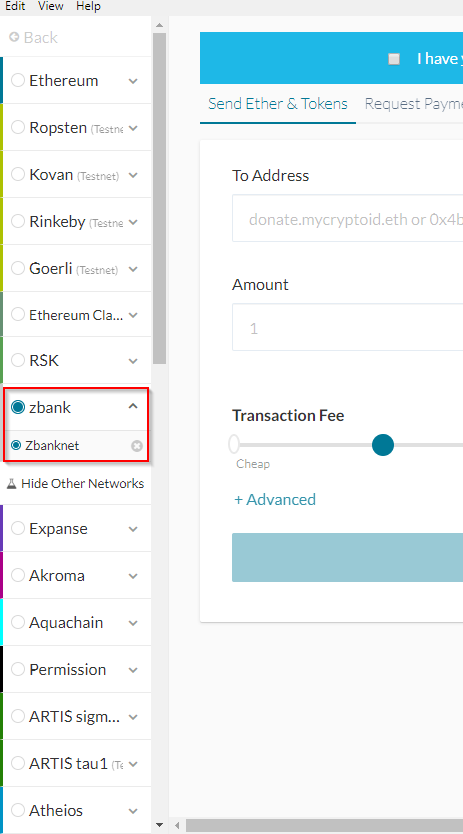 Edit View Help
Back
Ethereum
Ropsten (Testne
Kovan (Testnet)
Rinkeby (Testne
Goerli (Testnet)
Ethereum Cla...
RSK
zbank
Zbanknet
Hide Other Networks
Expanse
Akroma
Aquachain
Permission
ARTIS sigm...
ARTIS tau1 (Te
Atheios
I have y
Send Ether & Tokens Request Payme
To Address
donate.mycryptoid.eth or 0x4b
Amount
1
Transaction Fee
Cheap
+ Advanced